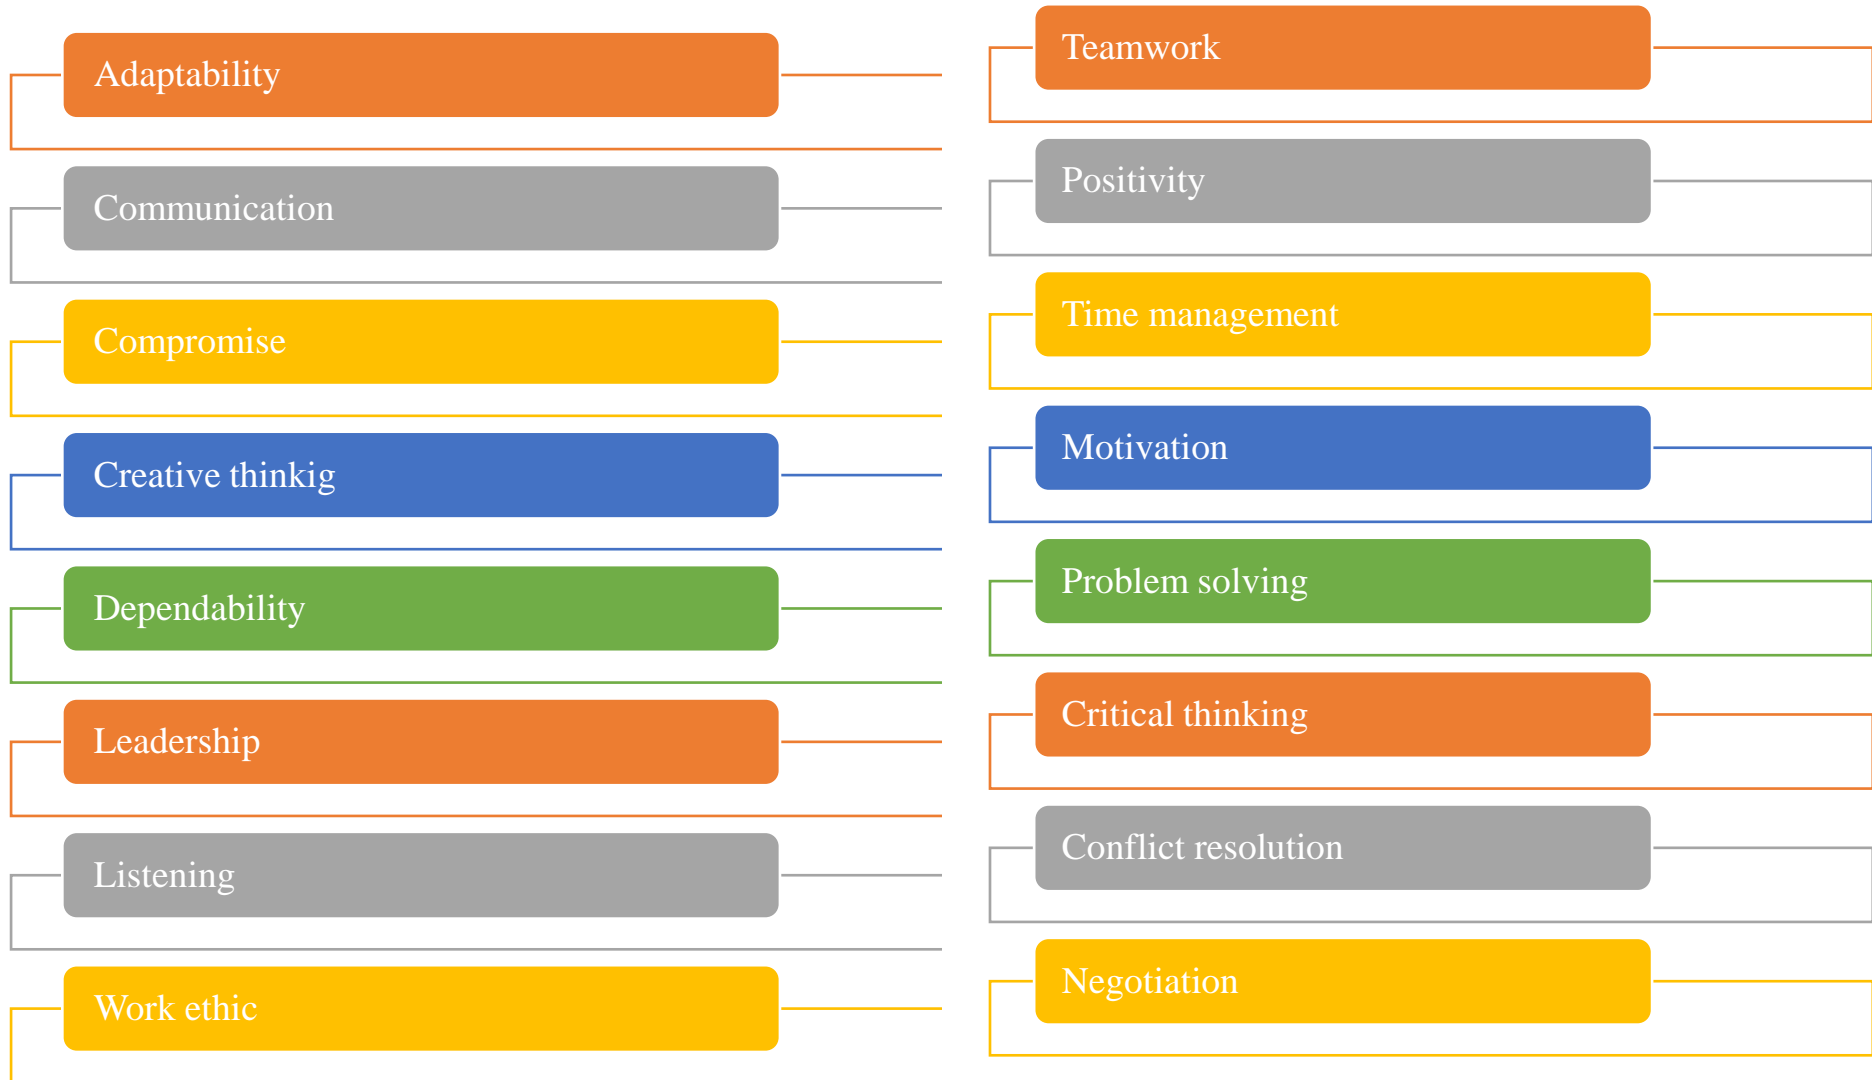 Adaptability
Communication
Compromise
Creative thinkig
Dependability
Leadership
Listening
Work ethic
Teamwork
Positivity
Time management
Motivation
Problem solving
Critical thinking
Conflict resolution
Negotiation